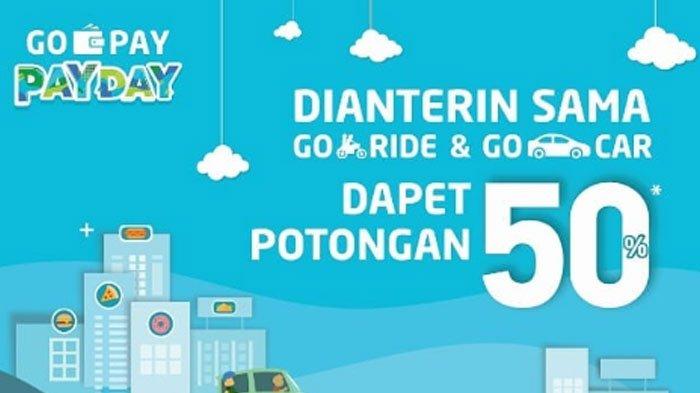 GO PAY
PAYDAY
DIANTERIN SAMA
GO RIDE & GO CAR
DAPET
POTONGAN
50%*